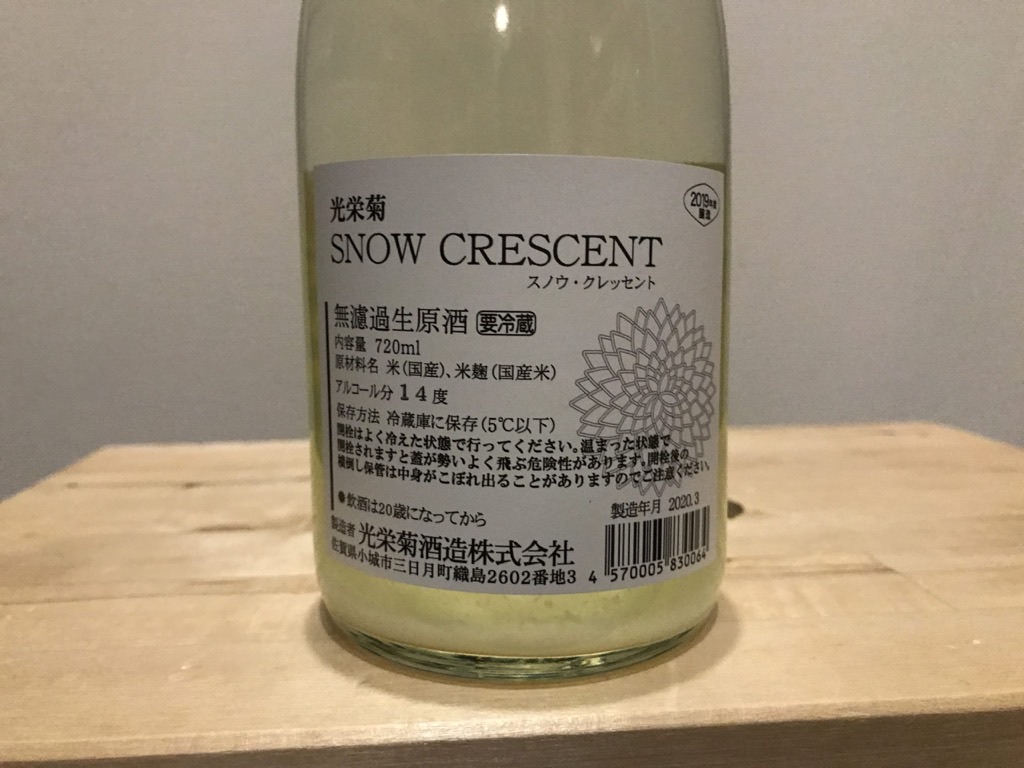 光栄菊
2019年度
醸造
SNOW CRESCENT
スノウ・クレッセント
無濾過生原酒 要冷蔵
内容量 720ml
原材料名 米(国産)、米麹(国産米)
アルコール分 14度
保存方法 冷蔵庫に保存(5℃以下)
開栓はよく冷えた状態で行ってください。温まった状態で
開栓されますと蓋が勢いよく飛ぶ危険性があります。開栓後の
横倒し保管は中身がこぼれ出ることがありますのでご注意ください。
●飲酒は20歳になってから
製造年月 2020.3
製造者 光栄菊酒造株式会社
佐賀県小城市三日月町織島2602番地3
4 570005 830064